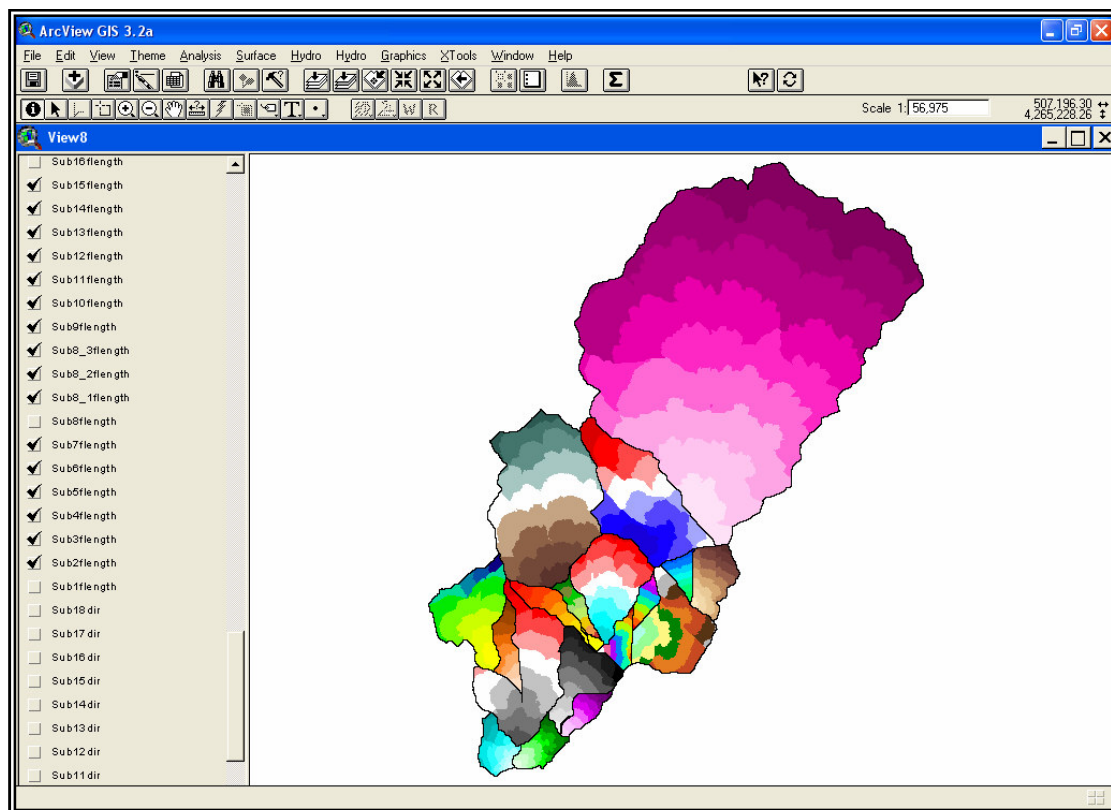 ArcView GIS 3.2a
File Edit View Theme Analysis Surface Hydro Hydro Graphics XTools Window Help
Σ
T W R Scale 1: 56,975 507,196.30
4,265,228.26
View8
Sub16flength
Sub15flength
Sub14flength
Sub13flength
Sub12flength
Sub11flength
Sub10flength
Sub9flength
Sub8_3flength
Sub8_2flength
Sub8_1flength
Sub8flength
Sub7flength
Sub6flength
Sub5flength
Sub4flength
Sub3flength
Sub2flength
Sub1flength
Sub18dir
Sub17dir
Sub16dir
Sub15dir
Sub14dir
Sub13dir
Sub12dir
Sub11dir